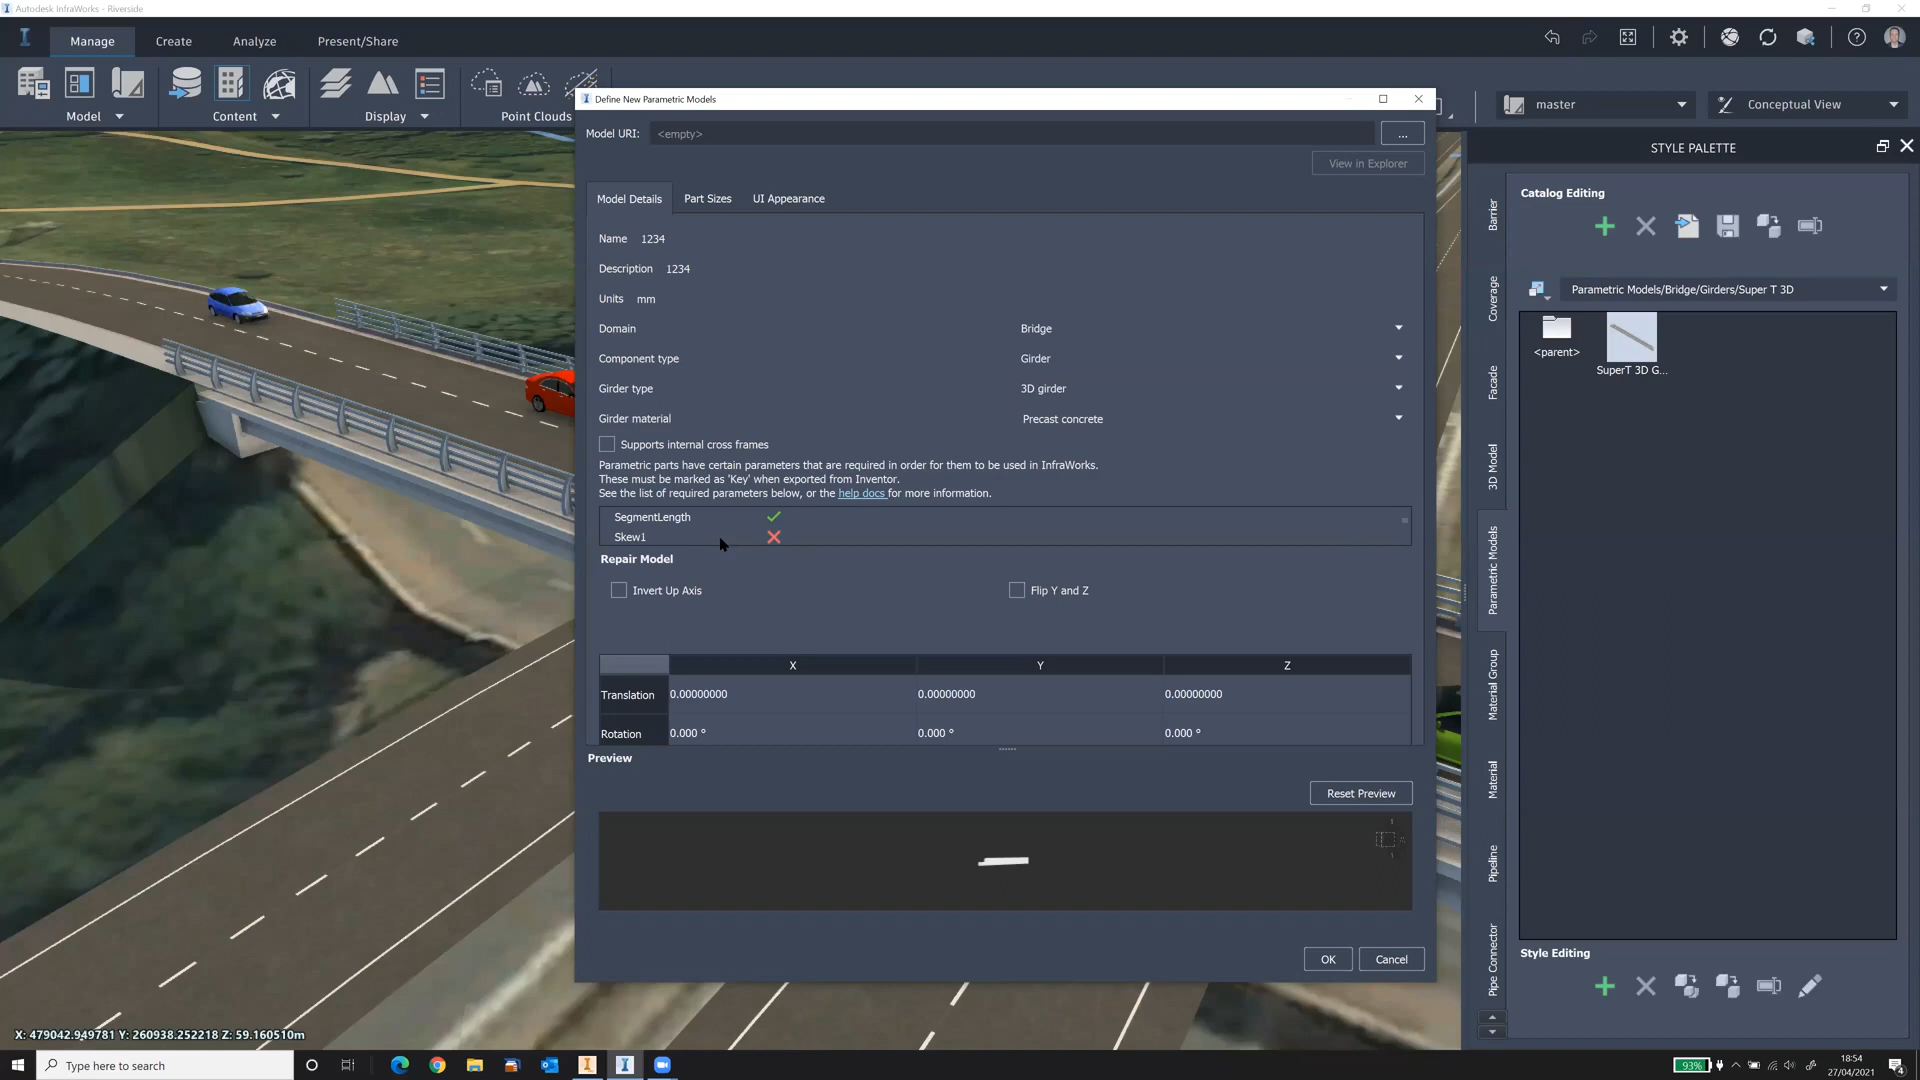 Autodesk InfraWorks - Riverside
Manage
Create
Analyze
Present/Share
Model
Content
Display
Point Clouds
master
Conceptual View
Define New Parametric Models
Model URI:
<empty>
...
View in Explorer
Model Details
Part Sizes
UI Appearance
Name 1234
Description 1234
Units mm
Domain Bridge
Component type Girder
Girder type 3D girder
Girder material Precast concrete
Supports internal cross frames
Parametric parts have certain parameters that are required in order for them to be used in InfraWorks.
These must be marked as 'Key' when exported from Inventor.
See the list of required parameters below, or the help docs for more information.
SegmentLength
Skew1
Repair Model
Invert Up Axis
Flip Y and Z
X Y Z
Translation 0.00000000 0.00000000 0.00000000
Rotation 0.000 ° 0.000 ° 0.000 °
Preview
Reset Preview
OK
Cancel
STYLE PALETTE
Catalog Editing
Parametric Models/Bridge/Girders/Super T 3D
<parent>
SuperT 3D G...
Barrier
Coverage
Facade
3D Model
Parametric Models
Material Group
Material
Pipeline
Pipe Connector
Style Editing
X: 479042.949781 Y: 260938.252218 Z: 59.160510m
Type here to search
93%
18:54
27/04/2021
4